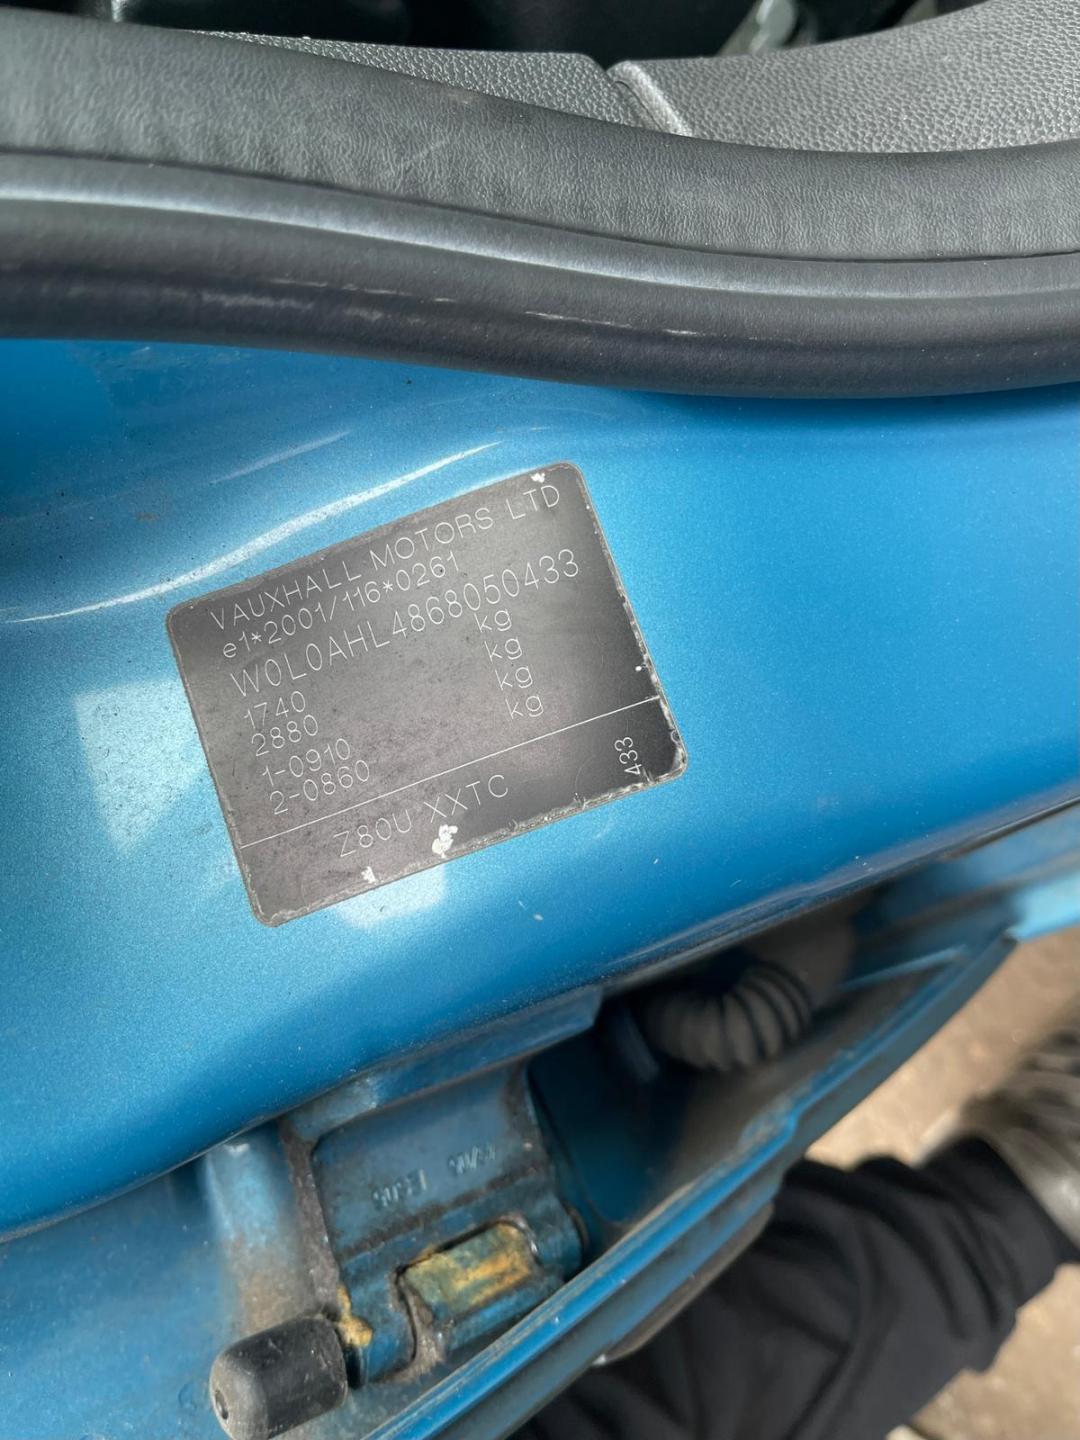 VAUXHALL MOTORS LTD
e1*2001/116*0261
W0L0AHL4868050433
1740 kg
2880 kg
1-0910 kg
2-0860 kg
Z80U XXTC
433